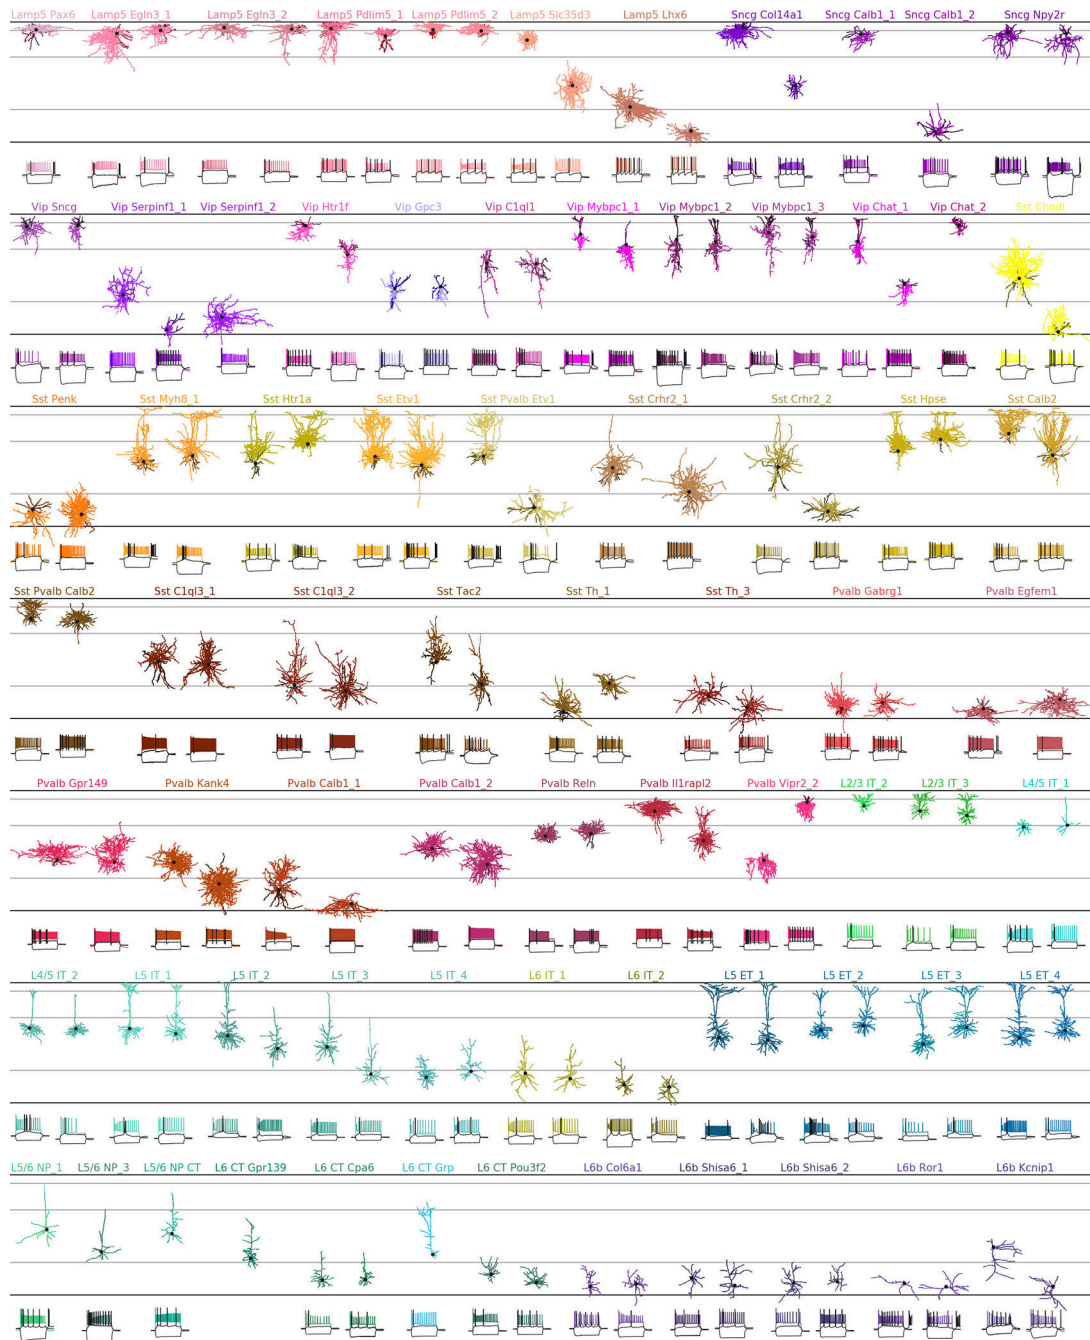 Lamp5 Pax6 Lamp5 Egln3_1 Lamp5 Egln3_2 Lamp5 Pdlim5_1 Lamp5 Pdlim5_2 Lamp5 Slc35d3 Lamp5 Lhx6 Sncg Col14a1 Sncg Calb1_1 Sncg Calb1_2 Sncg Npy2r
Vip Sncg Vip Serpinf1_1 Vip Serpinf1_2 Vip Htr1f Vip Gpc3 Vip C1ql1 Vip Mybpc1_1 Vip Mybpc1_2 Vip Mybpc1_3 Vip Chat_1 Vip Chat_2 Sst Chodl
Sst Penk Sst Myh8_1 Sst Htr1a Sst Etv1 Sst Pvalb Etv1 Sst Crhr2_1 Sst Crhr2_2 Sst Hpse Sst Calb2
Sst Pvalb Calb2 Sst C1ql3_1 Sst C1ql3_2 Sst Tac2 Sst Th_1 Sst Th_3 Pvalb Gabrg1 Pvalb Egfem1
Pvalb Gpr149 Pvalb Kank4 Pvalb Calb1_1 Pvalb Calb1_2 Pvalb Reln Pvalb Il1rapl2 Pvalb Vipr2_2 L2/3 IT_2 L2/3 IT_3 L4/5 IT_1
L4/5 IT_2 L5 IT_1 L5 IT_2 L5 IT_3 L5 IT_4 L6 IT_1 L6 IT_2 L5 ET_1 L5 ET_2 L5 ET_3 L5 ET_4
L5/6 NP_1 L5/6 NP_3 L5/6 NP CT L6 CT Gpr139 L6 CT Cpa6 L6 CT Grp L6 CT Pou3f2 L6b Col6a1 L6b Shisa6_1 L6b Shisa6_2 L6b Ror1 L6b Kcnip1